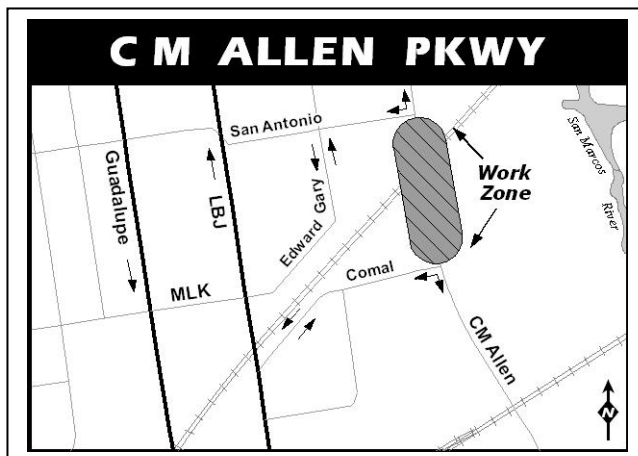 CM ALLEN PKWY
San Antonio
Guadalupe
LBJ
Edward Gary
Work
Zone
San Marcos
River
Comal
MLK
CM Allen
N